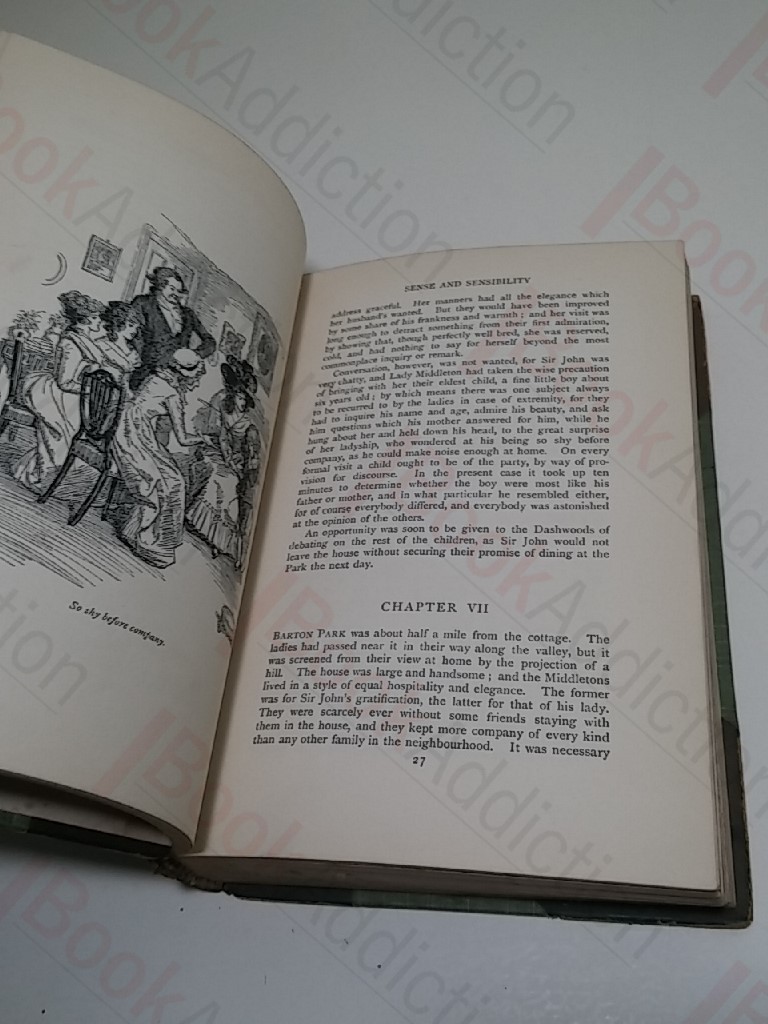 So shy before company.
SENSE AND SENSIBILITY
address graceful. Her manners had all the elegance which
her husband's wanted. But they would have been improved
by some share of his frankness and warmth; and her visit was
long enough to detract something from their first admiration,
by showing that, though perfectly well bred, she was reserved,
cold, and had nothing to say for herself beyond the most
commonplace inquiry or remark.
Conversation, however, was not wanted, for Sir John was
very chatty, and Lady Middleton had taken the wise precaution
of bringing with her their eldest child, a fine little boy about
six years old; by which means there was one subject always
to be recurred to by the ladies in case of extremity, for they
had to inquire his name and age, admire his beauty, and ask
him questions which his mother answered for him, while he
hung about her and held down his head, to the great surprise
of her ladyship, who wondered at his being so shy before
company, as he could make noise enough at home. On every
formal visit a child ought to be of the party, by way of pro-
vision for discourse. In the present case it took up ten
minutes to determine whether the boy were most like his
father or mother, and in what particular he resembled either,
for of course everybody differed, and everybody was astonished
at the opinion of the others.
An opportunity was soon to be given to the Dashwoods of
debating on the rest of the children, as Sir John would not
leave the house without securing their promise of dining at the
Park the next day.
CHAPTER VII
BARTON PARK was about half a mile from the cottage. The
ladies had passed near it in their way along the valley, but it
was screened from their view at home by the projection of a
hill. The house was large and handsome; and the Middletons
lived in a style of equal hospitality and elegance. The former
was for Sir John's gratification, the latter for that of his lady.
They were scarcely ever without some friends staying with
them in the house, and they kept more company of every kind
than any other family in the neighbourhood. It was necessary
27
BookAddiction